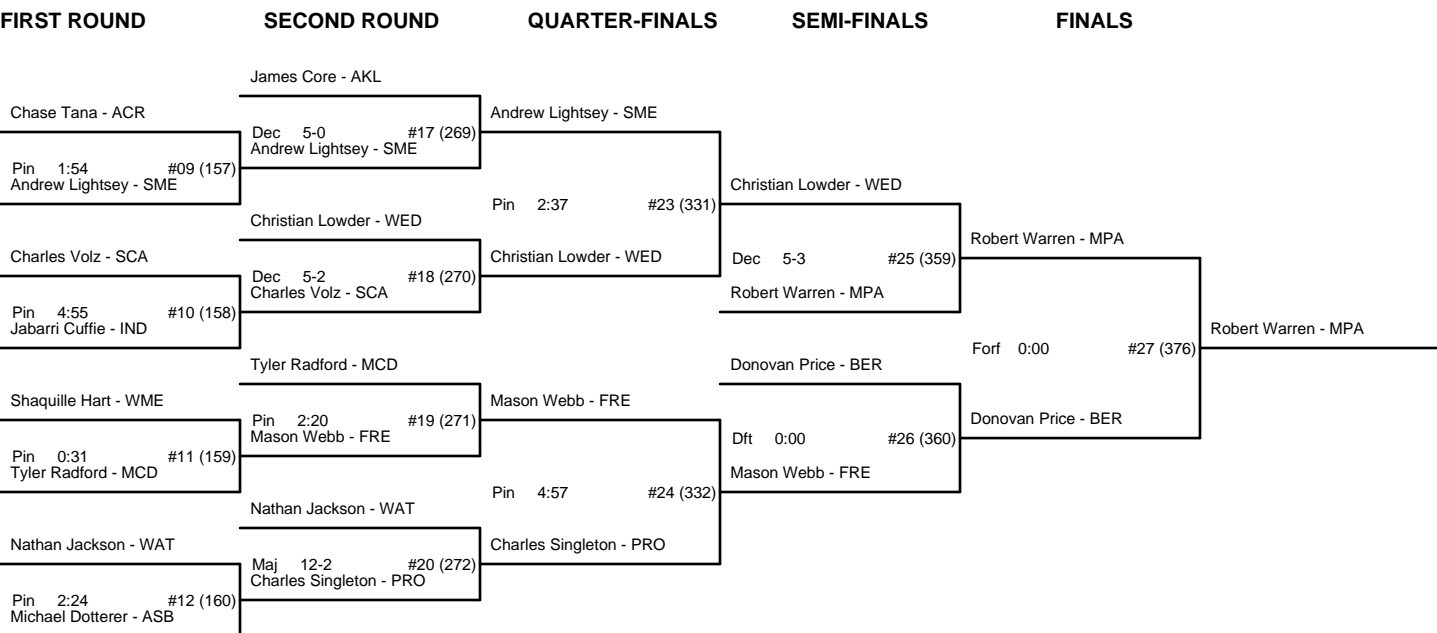 FIRST ROUND SECOND ROUND QUARTER-FINALS SEMI-FINALS FINALS
James Core - AKL
Chase Tana - ACR
Andrew Lightsey - SME
Dec 5-0 #17 (269)
Andrew Lightsey - SME
Pin 1:54 #09 (157)
Andrew Lightsey - SME
Christian Lowder - WED
Pin 2:37 #23 (331)
Christian Lowder - WED
Robert Warren - MPA
Charles Volz - SCA
Christian Lowder - WED
Dec 5-3 #25 (359)
Dec 5-2 #18 (270)
Charles Volz - SCA
Robert Warren - MPA
Pin 4:55 #10 (158)
Jabarri Cuffie - IND
Robert Warren - MPA
Forf 0:00 #27 (376)
Tyler Radford - MCD
Donovan Price - BER
Shaquille Hart - WME
Mason Webb - FRE
Pin 2:20 #19 (271)
Mason Webb - FRE
Donovan Price - BER
Dft 0:00 #26 (360)
Pin 0:31 #11 (159)
Tyler Radford - MCD
Mason Webb - FRE
Pin 4:57 #24 (332)
Nathan Jackson - WAT
Nathan Jackson - WAT
Charles Singleton - PRO
Maj 12-2 #20 (272)
Charles Singleton - PRO
Pin 2:24 #12 (160)
Michael Dotterer - ASB